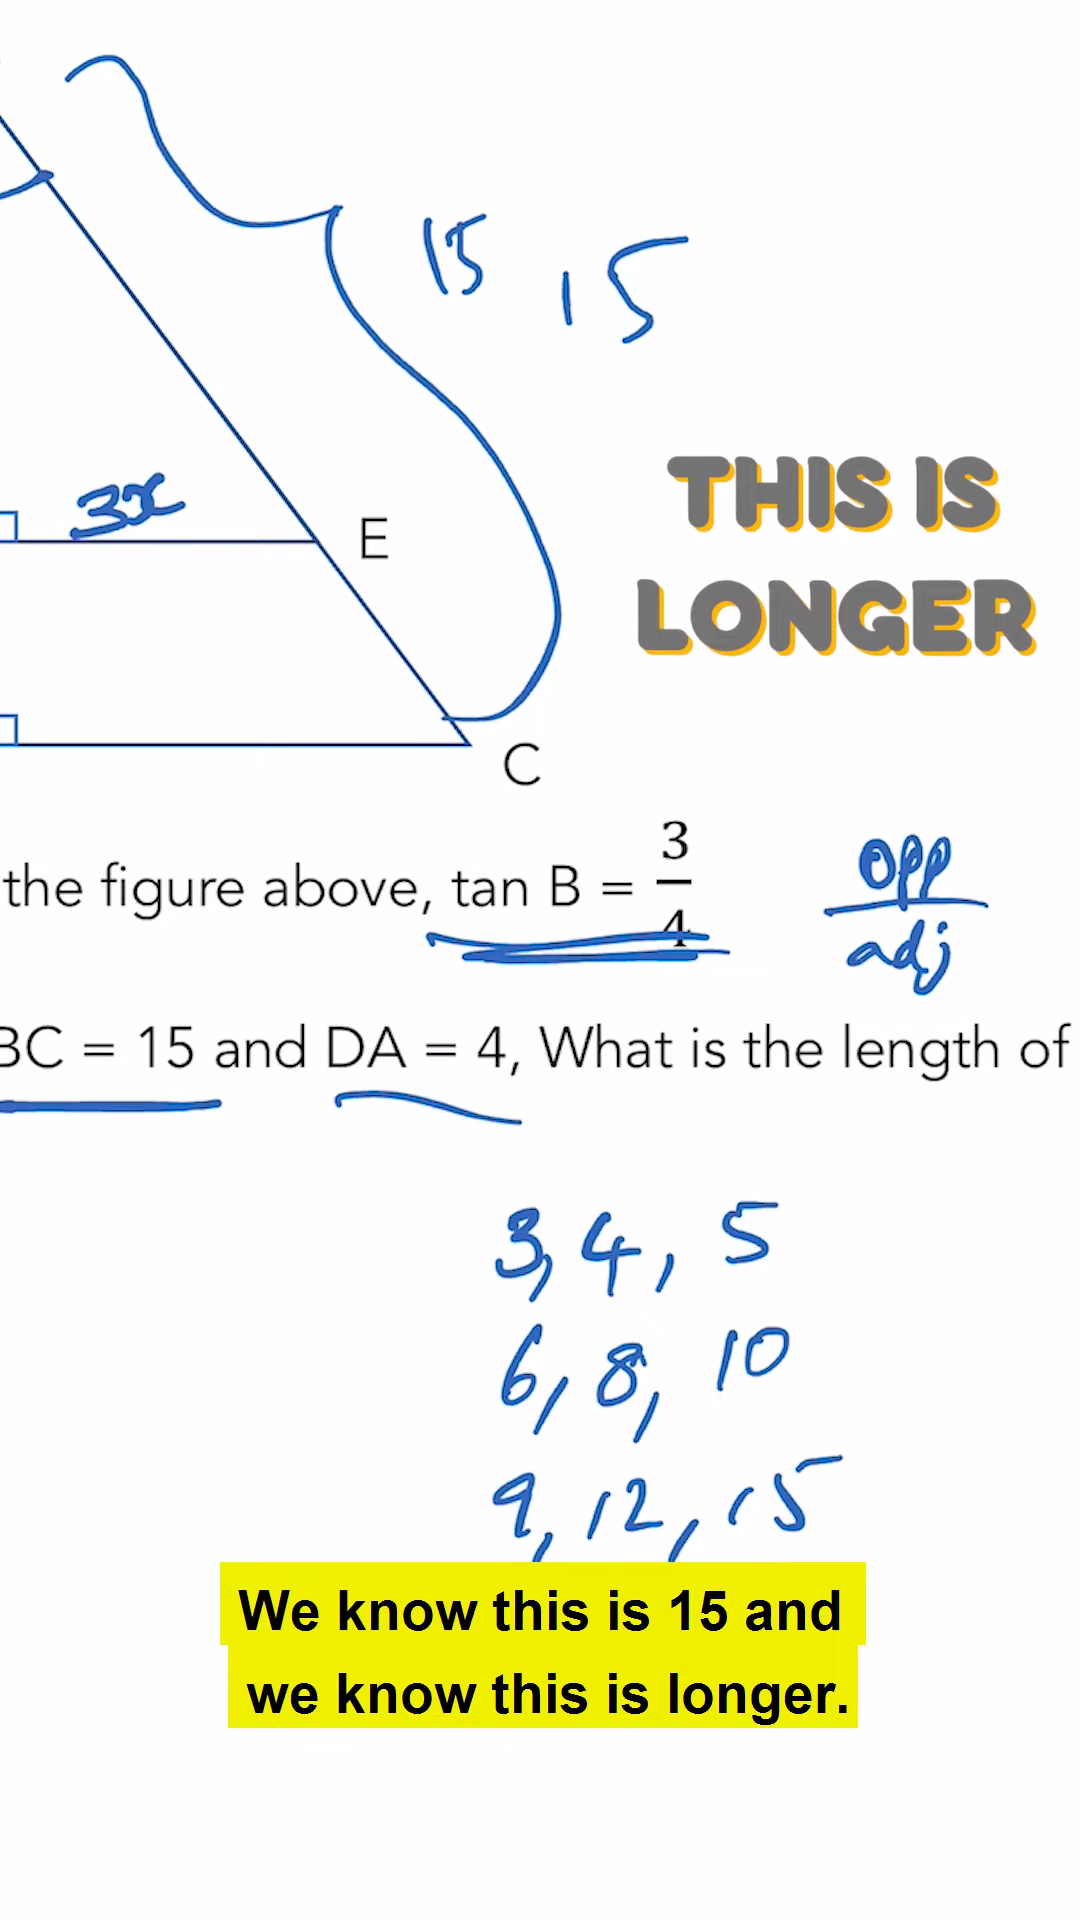 15 15
THIS IS
LONGER
3x
E
C
the figure above, tan B = 3/4
opp
adj
BC = 15 and DA = 4, What is the length of
3, 4, 5
6, 8, 10
9, 12, 15
We know this is 15 and
we know this is longer.